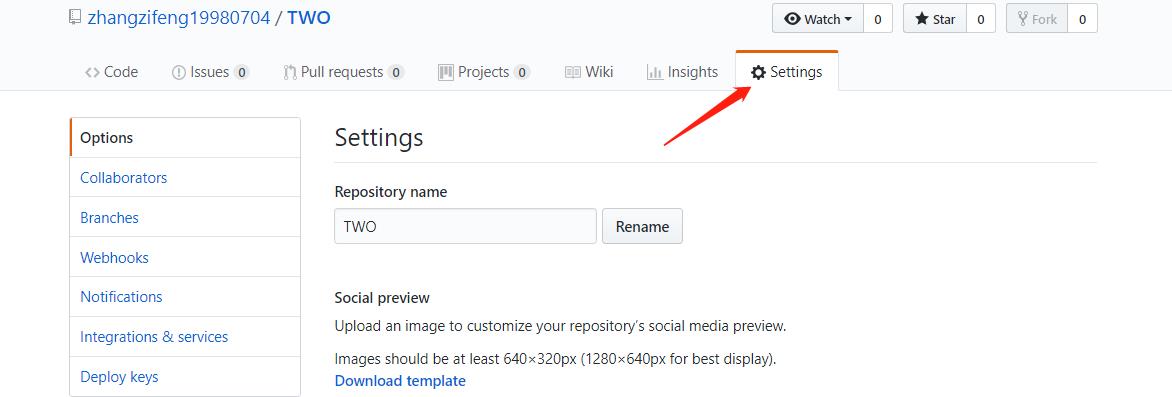 zhangzifeng19980704 / TWO
Watch 0 Star 0 Fork 0
Code Issues 0 Pull requests 0 Projects 0 Wiki Insights Settings
Options
Collaborators
Branches
Webhooks
Notifications
Integrations & services
Deploy keys
Settings
Repository name
TWO Rename
Social preview
Upload an image to customize your repository’s social media preview.
Images should be at least 640×320px (1280×640px for best display).
Download template